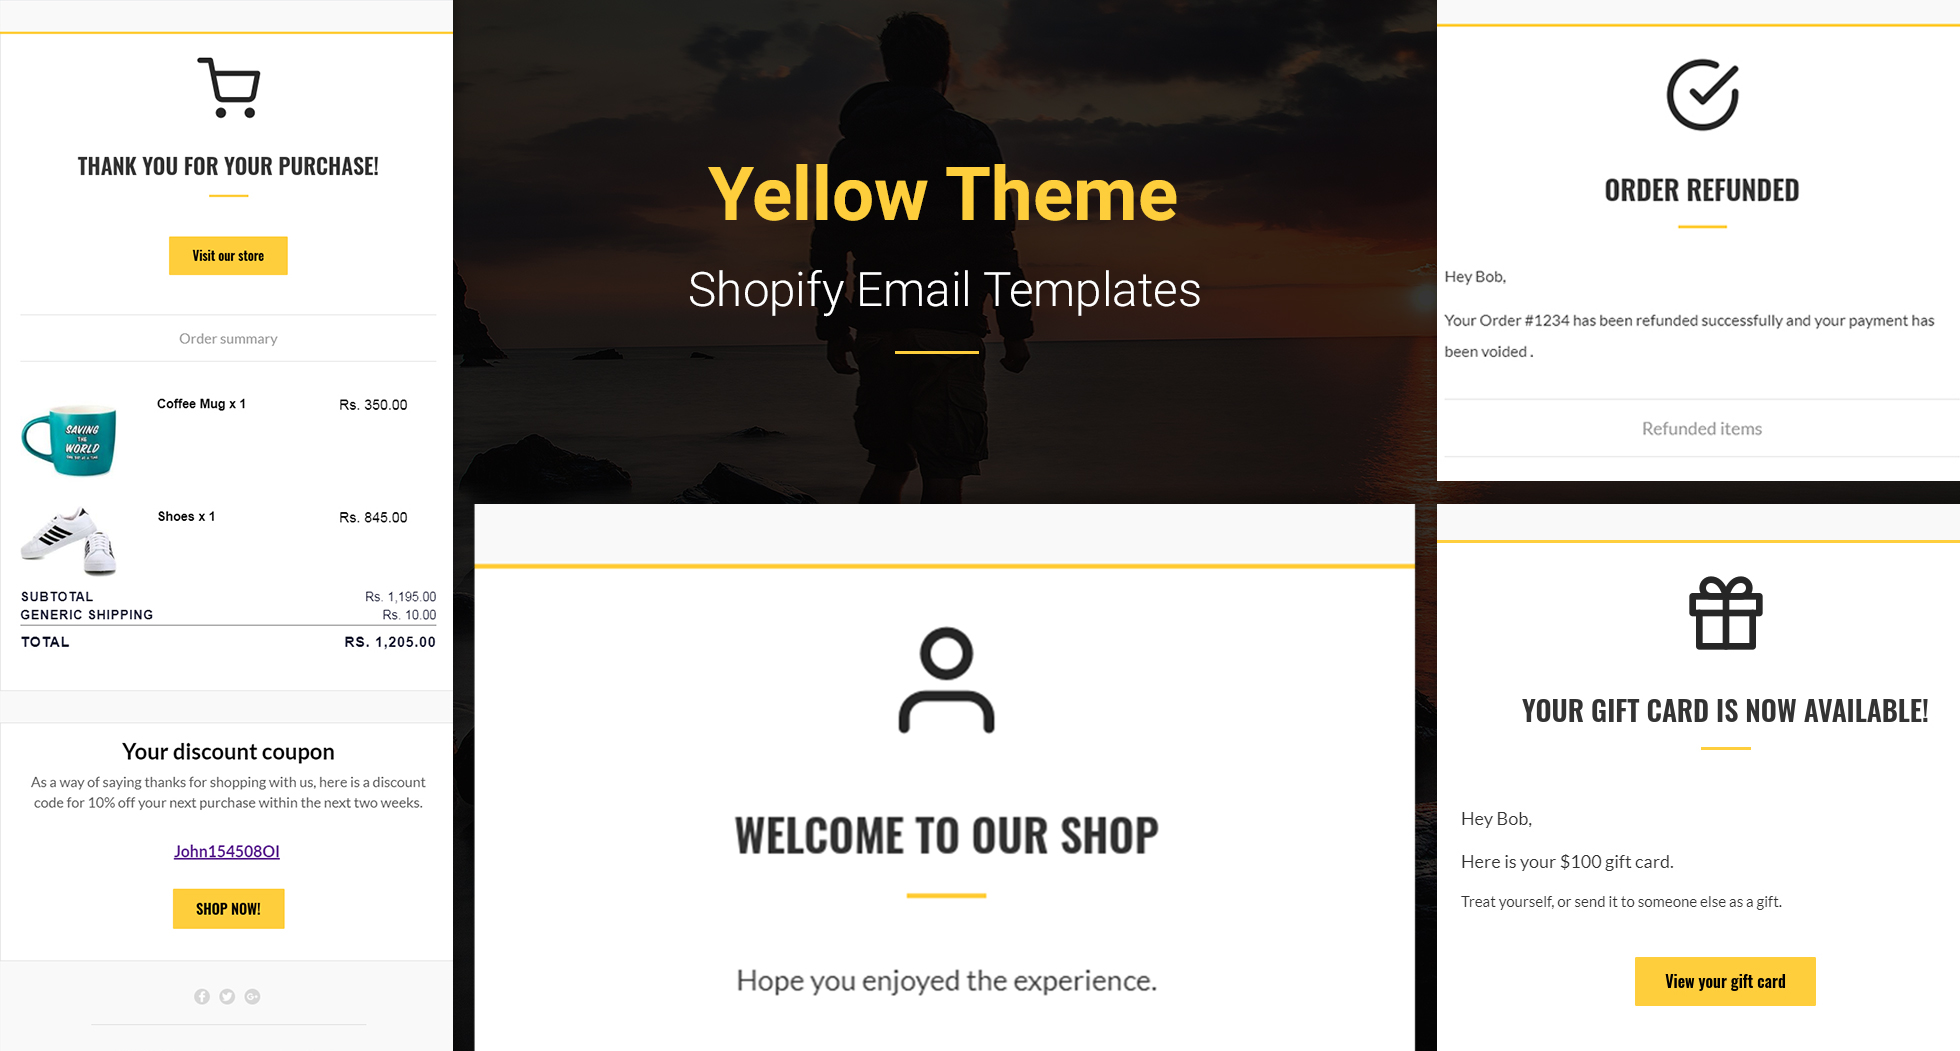 THANK YOU FOR YOUR PURCHASE!
Visit our store
Order summary
Coffee Mug x 1
Rs. 350.00
SAVING
THE
WORLD
Shoes x 1
Rs. 845.00
SUBTOTAL
Rs. 1,195.00
GENERIC SHIPPING
Rs. 10.00
TOTAL
RS. 1,205.00
Your discount coupon
As a way of saying thanks for shopping with us, here is a discount
code for 10% off your next purchase within the next two weeks.
John154508OI
SHOP NOW!
Yellow Theme
Shopify Email Templates
WELCOME TO OUR SHOP
Hope you enjoyed the experience.
ORDER REFUNDED
Hey Bob,
Your Order #1234 has been refunded successfully and your payment has
been voided .
Refunded items
YOUR GIFT CARD IS NOW AVAILABLE!
Hey Bob,
Here is your $100 gift card.
Treat yourself, or send it to someone else as a gift.
View your gift card